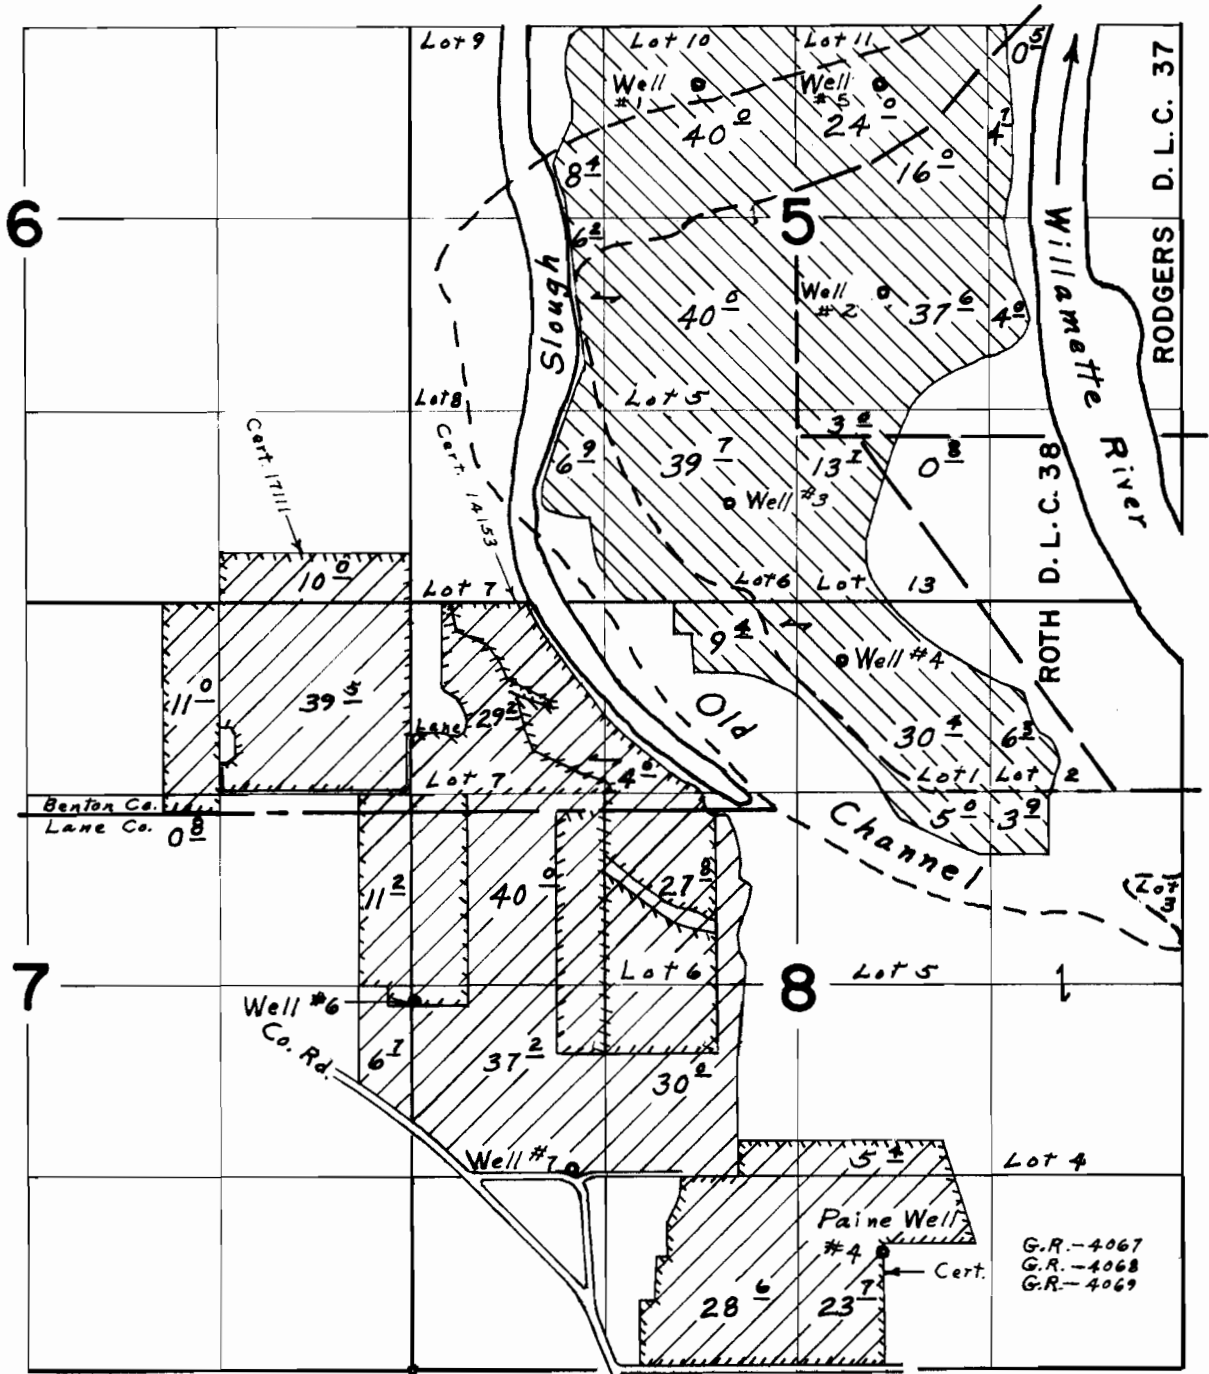 Lot 9
Lot 10
Lot 11
0 5
Well #1
Well #5
40 0
24 0
4 7
16 0
8 4
RODGERS D. L. C. 37
6
5
6 2
Slough
Willamette River
40 0
Well #2
37 6
4 0
Lot 8
Lot 5
3 0
Cert. 17111
Cert. 14153
6 9
39 7
13 1
0 8
Well #3
ROTH D. L. C. 38
10 0
Lot 7
Lot 6
Lot 13
9 4
Well #4
11 0
39 5
29 2
Lane
Old Channel
30 4
6 3
4 6
Lot 7
Lot 1
Lot 2
Benton Co.
Lane Co.
0 8
5 0
3 9
11 2
40 0
27 8
Lot 3
7
Lot 6
8
Lot 5
Well #6
Co. Rd.
6 1
37 2
30 0
Well #7
5 4
Lot 4
Paine Well #4
Cert.
G.R.-4067
G.R.-4068
G.R.-4069
28 6
23 7